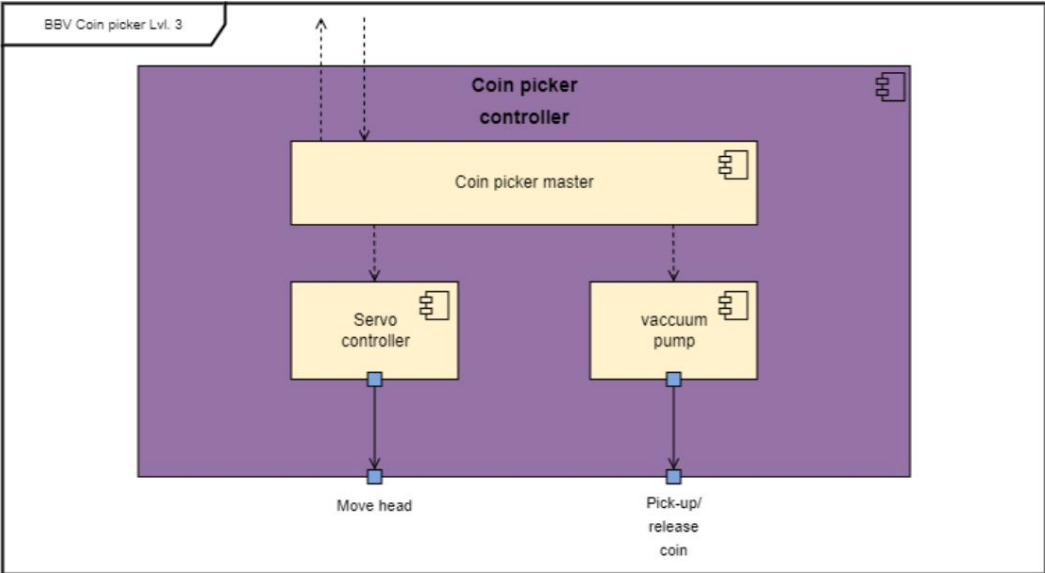 BBV Coin picker Lvl. 3
Coin picker
controller
Coin picker master
Servo
controller
vaccuum
pump
Move head
Pick-up/
release
coin